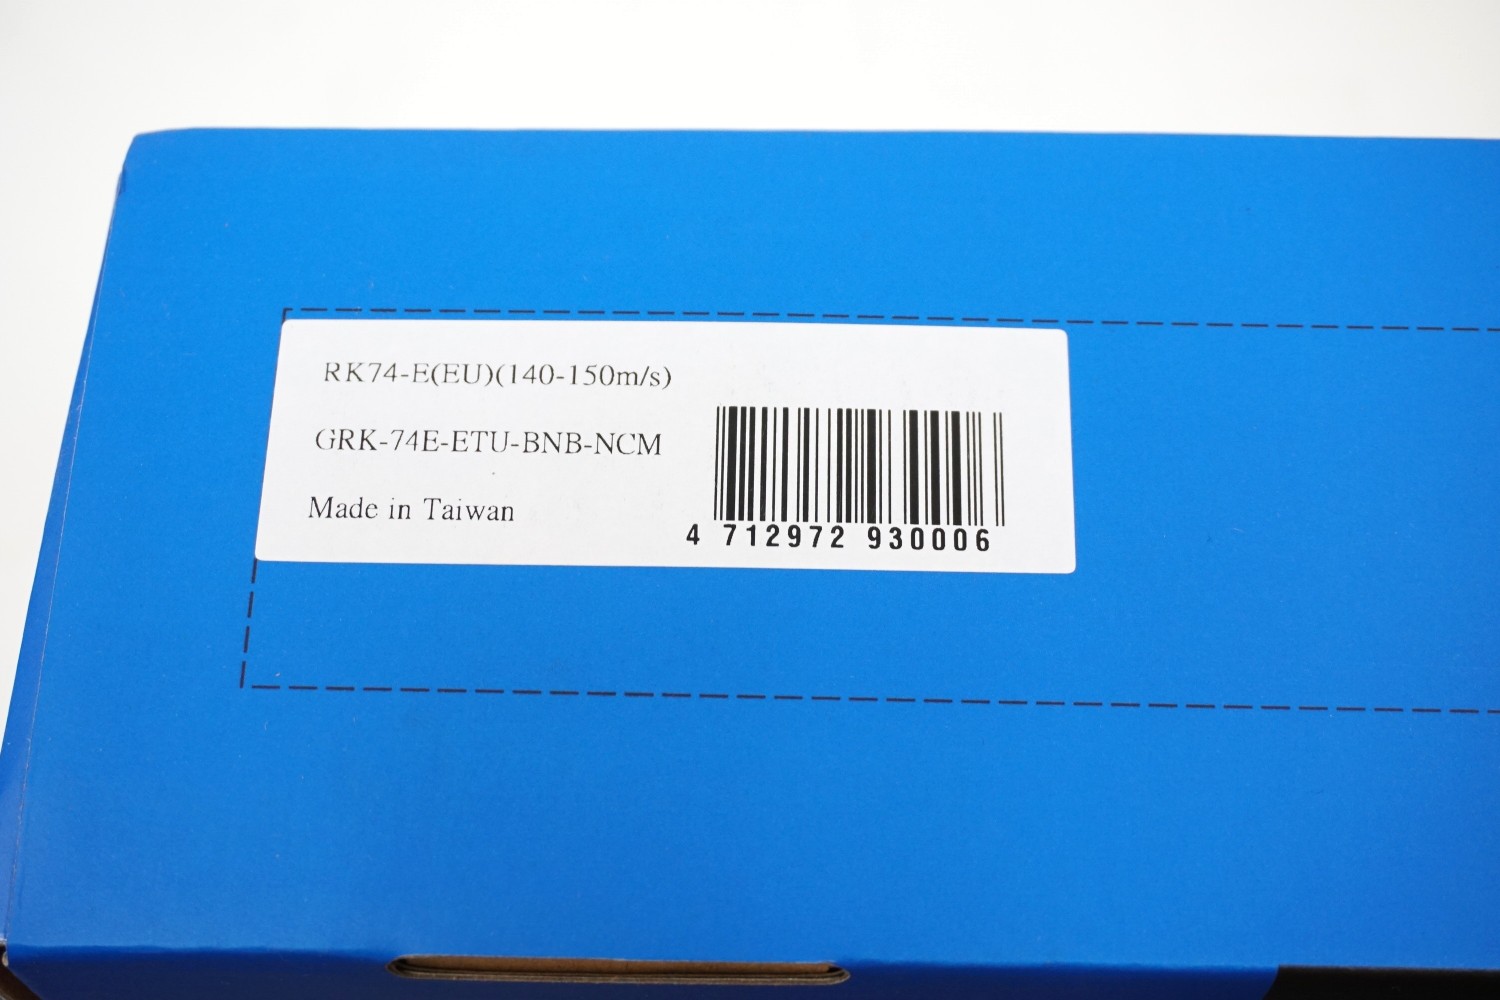 RK74-E(EU)(140-150m/s)
GRK-74E-ETU-BNB-NCM
Made in Taiwan
4 712972 930006